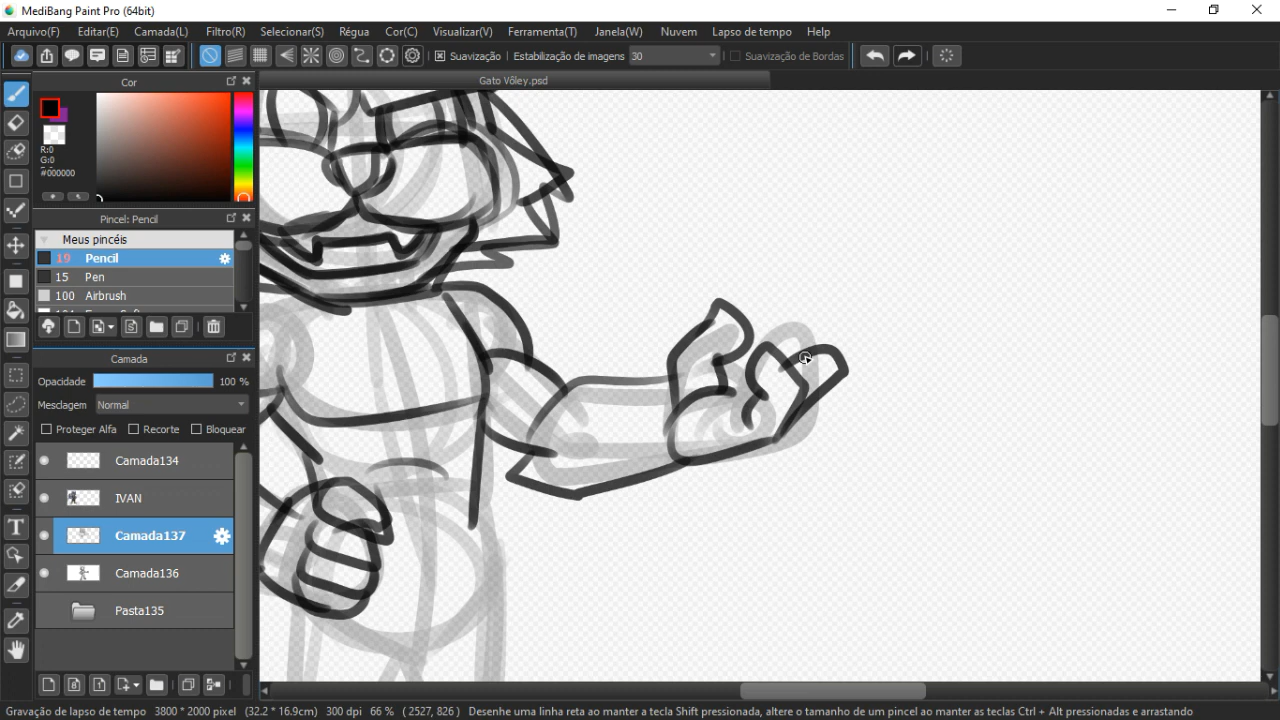 MediBang Paint Pro (64bit)
Arquivo(F) Editar(E) Camada(L) Filtro(R) Selecionar(S) Régua Cor(C) Visualizar(V) Ferramenta(T) Janela(W) Nuvem Lapso de tempo Help
Suavização Estabilização de imagens 30 Suavização de Bordas
Cor
Gato Vôley.psd
R:0
G:0
#000000
Pincel: Pencil
Meus pincéis
19 Pencil
15 Pen
100 Airbrush
Camada
Opacidade 100 %
Mesclagem Normal
Proteger Alfa Recorte Bloquear
Camada134
IVAN
Camada137
Camada136
Pasta135
Gravação de lapso de tempo 3800 * 2000 pixel (32.2 * 16.9cm) 300 dpi 66 % ( 2527, 826 ) Desenhe uma linha reta ao manter a tecla Shift pressionada, altere o tamanho de um pincel ao manter as teclas Ctrl + Alt pressionadas e arrastando